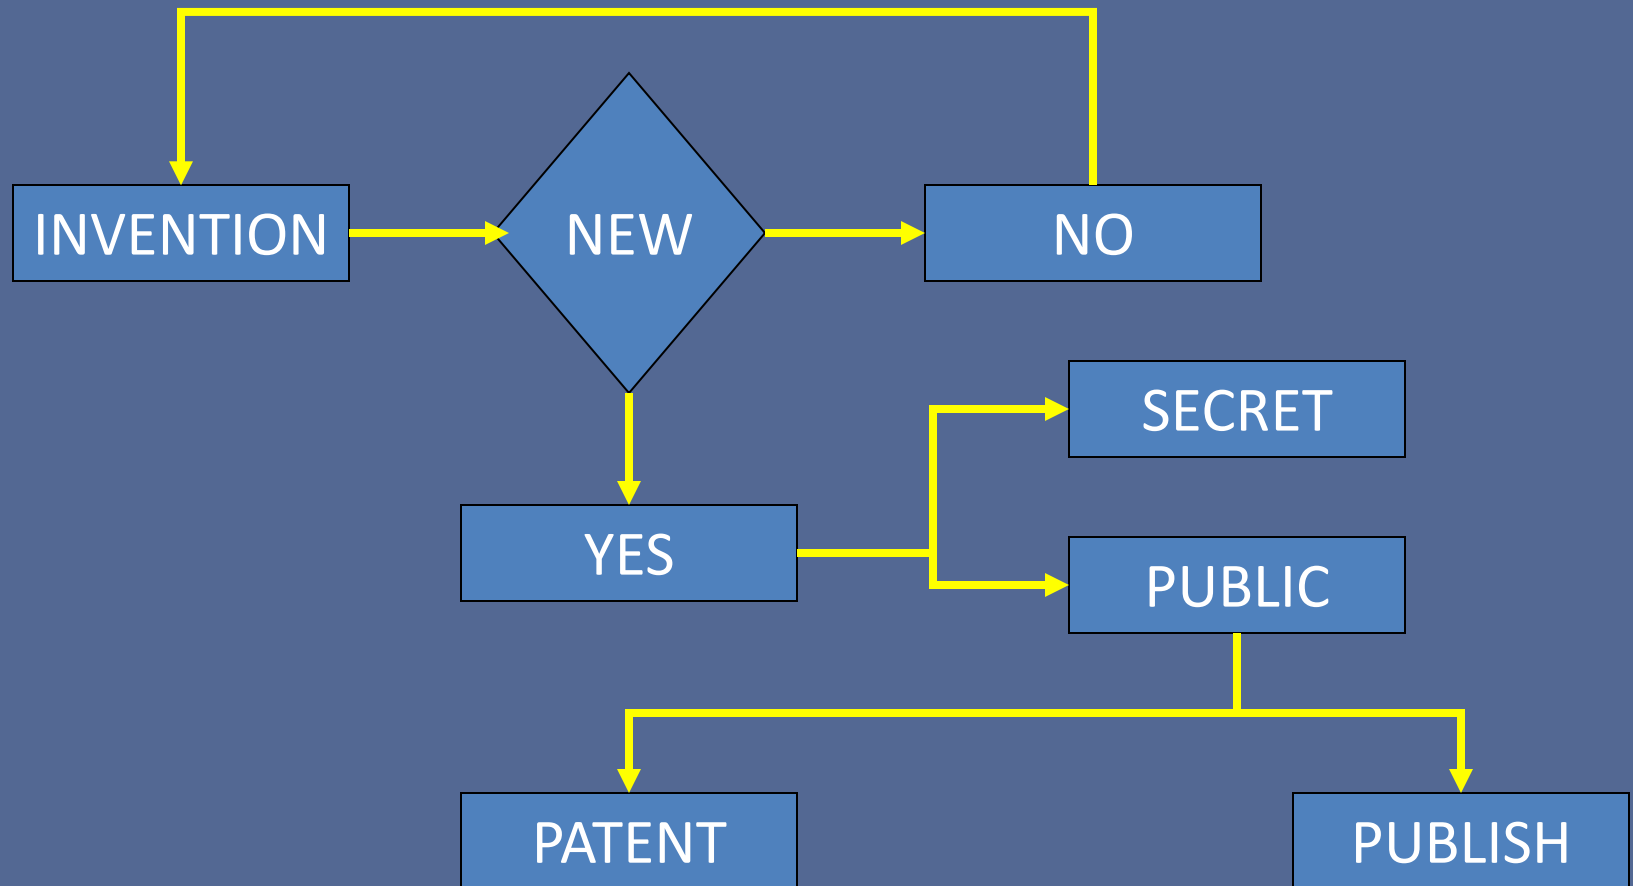 INVENTION
NEW
NO
SECRET
YES
PUBLIC
PATENT
PUBLISH